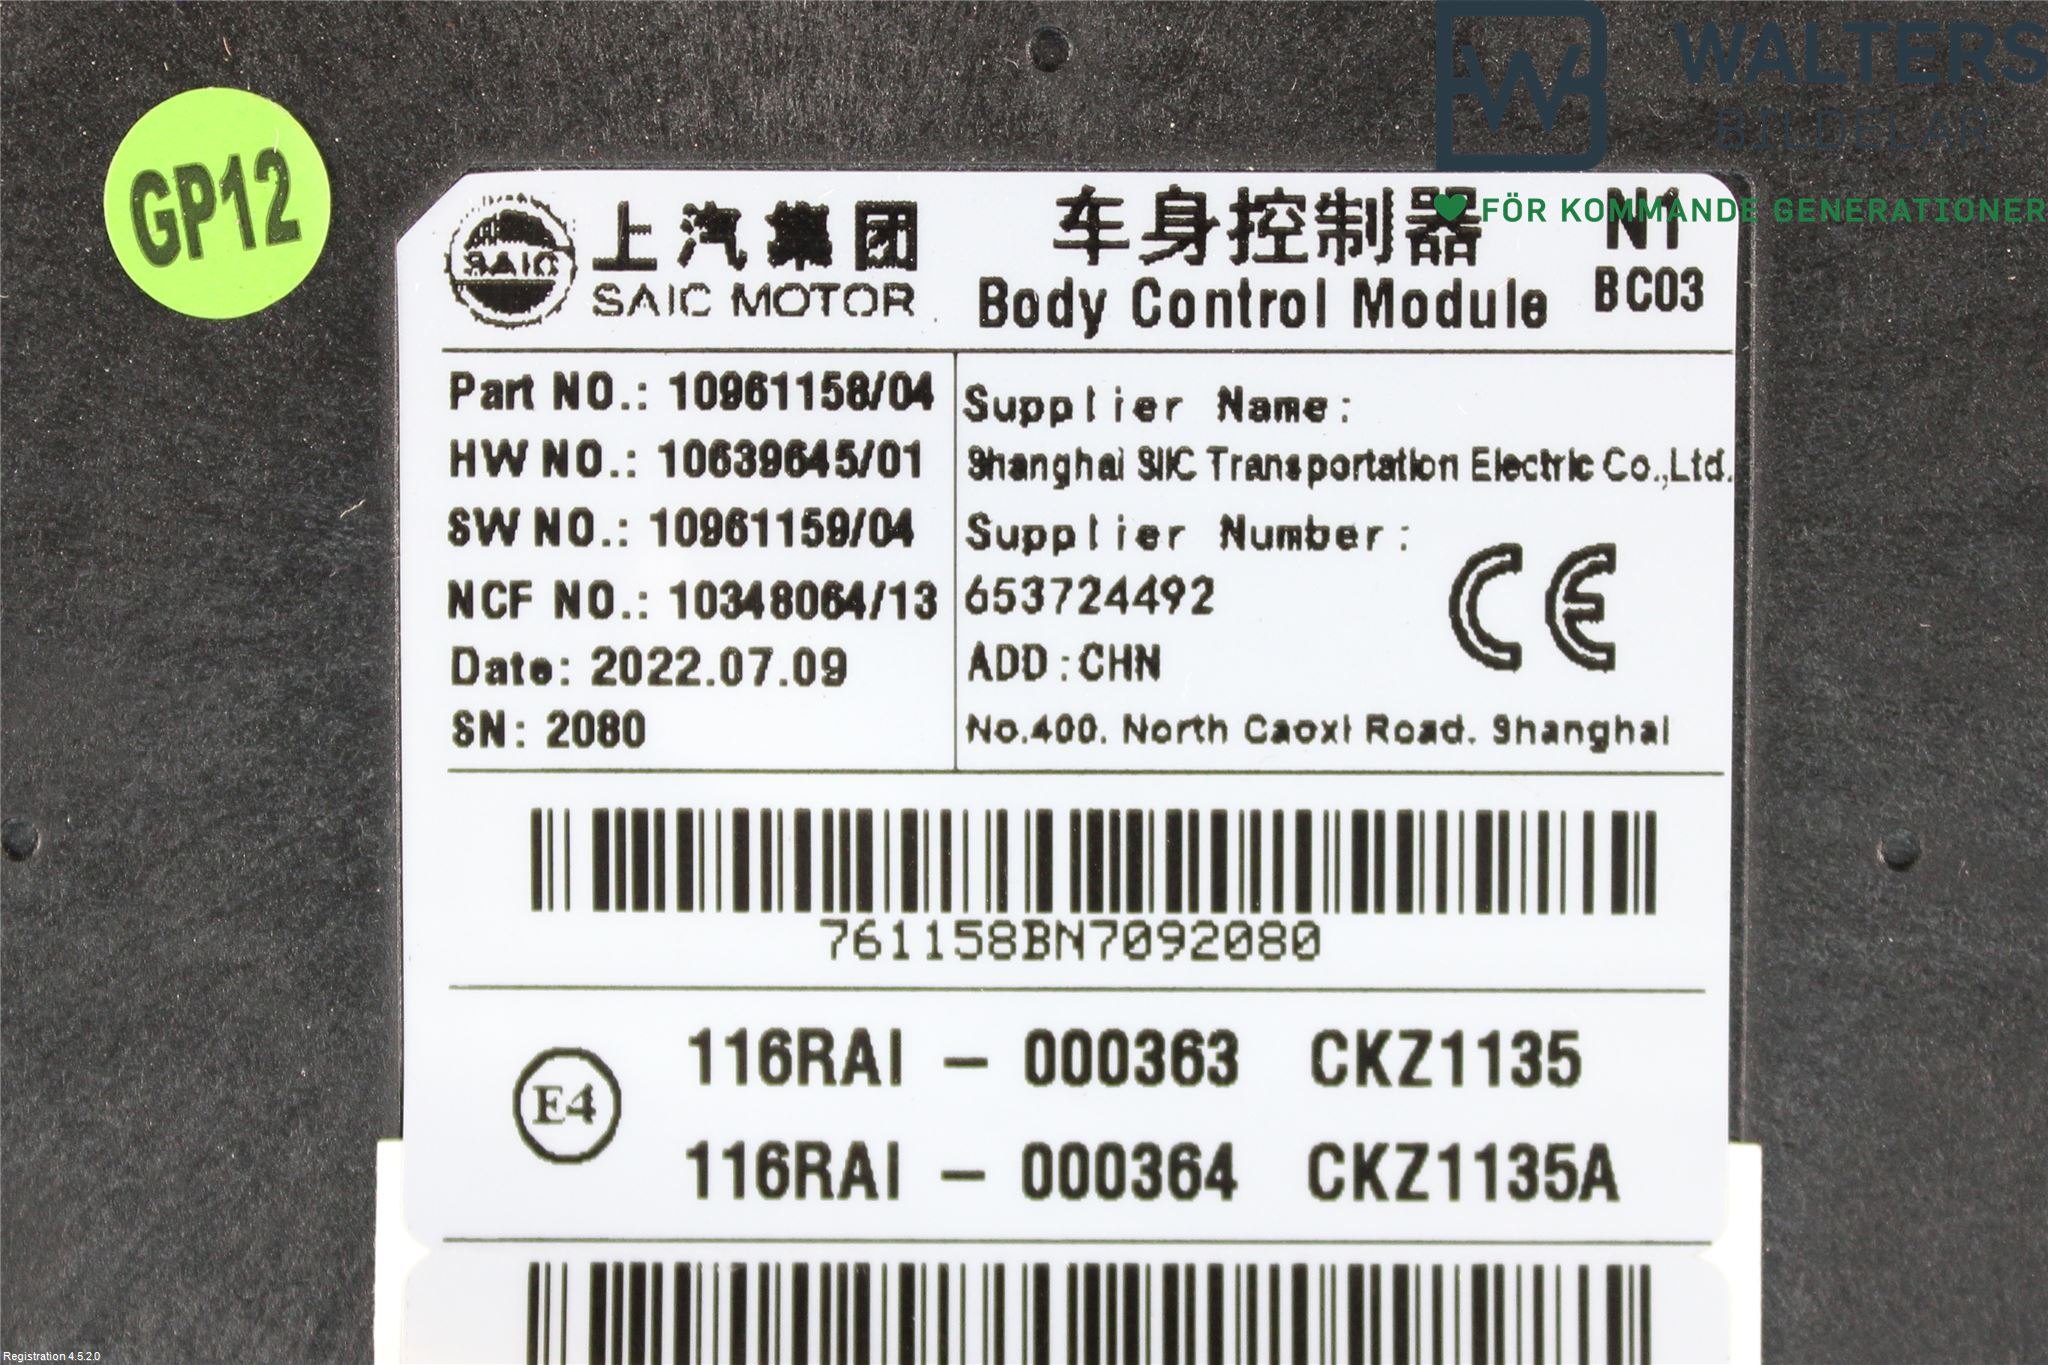 WALTERS
BILDELAR
FÖR KOMMANDE GENERATIONER
GP12
SAIC
上汽集团
SAIC MOTOR
车身控制器
Body Control Module
N1
BC03
Part NO.: 10961158/04
HW NO.: 10639645/01
SW NO.: 10961159/04
NCF NO.: 10348064/13
Date: 2022.07.09
SN: 2080
Supplier Name:
Shanghai SIIC Transportation Electric Co.,Ltd.
Supplier Number:
653724492
CE
ADD:CHN
No.400. North Caoxi Road. Shanghai
761158BN7092080
E4
116RAI - 000363 CKZ1135
116RAI - 000364 CKZ1135A
Registration 4.5.2.0